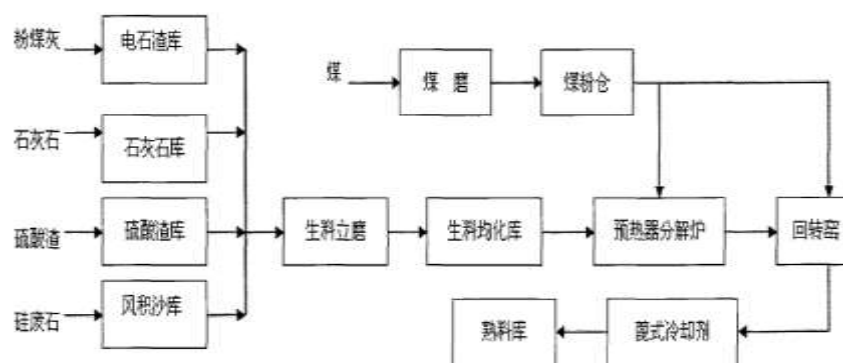 粉煤灰
电石渣库
煤
煤 磨
煤粉仓
石灰石
石灰石库
硫酸渣
硫酸渣库
生料立磨
生料均化库
预热器分解炉
回转窑
硅废石
风积沙库
熟料库
蓖式冷却剂